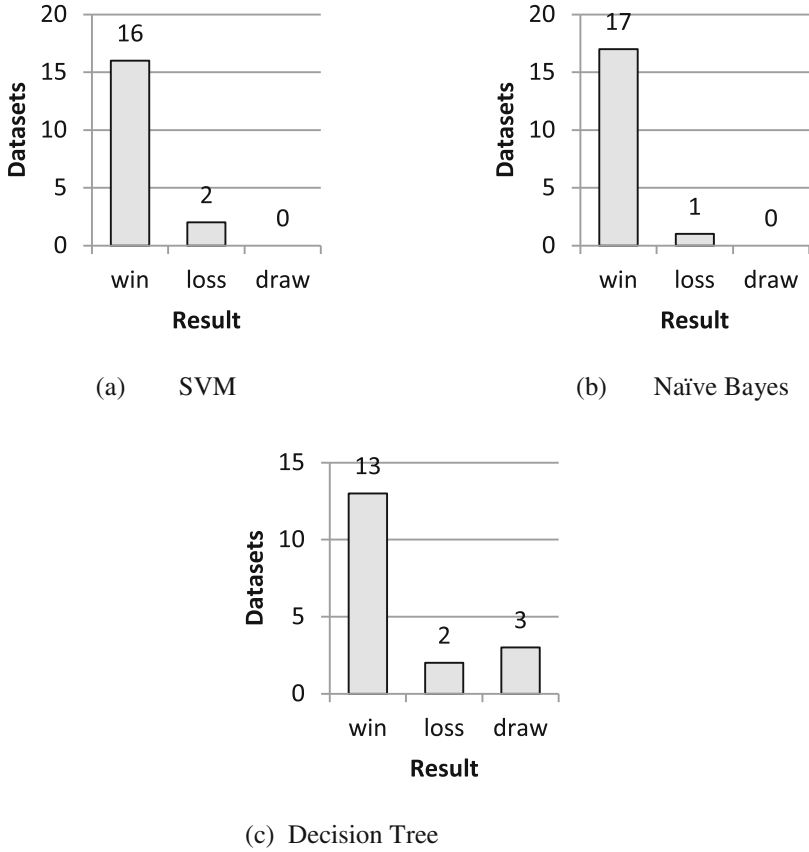 20
15
10
5
0
Datasets
16
2
0
win loss draw
Result
(a) SVM
20
15
10
5
0
Datasets
17
1
0
win loss draw
Result
(b) Naïve Bayes
15
10
5
0
Datasets
13
2
3
win loss draw
Result
(c) Decision Tree